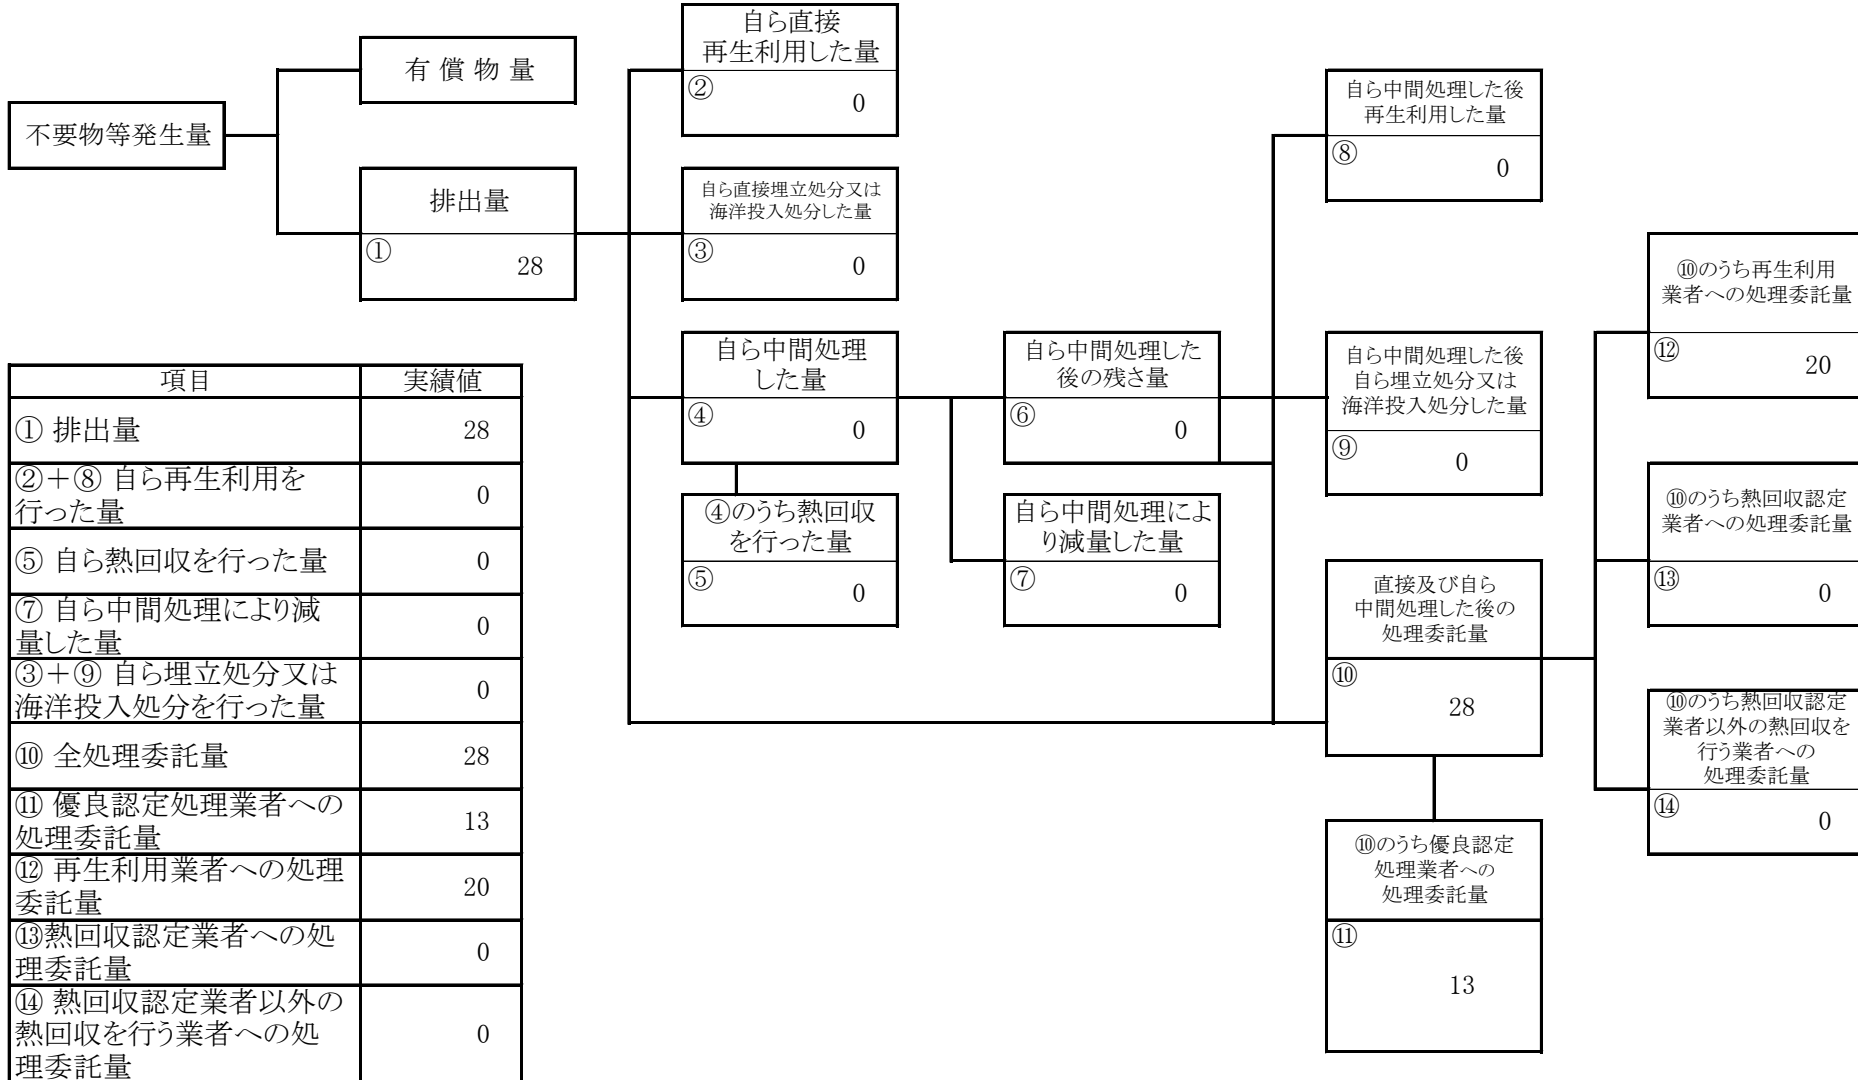 不要物等発生量
有 償 物 量
排出量
①
28
自ら直接
再生利用した量
②
0
自ら直接埋立処分又は
海洋投入処分した量
③
0
自ら中間処理
した量
④
0
④のうち熱回収
を行った量
⑤
0
自ら中間処理した
後の残さ量
⑥
0
自ら中間処理によ
り減量した量
⑦
0
自ら中間処理した後
再生利用した量
⑧
0
自ら中間処理した後
自ら埋立処分又は
海洋投入処分した量
⑨
0
直接及び自ら
中間処理した後の
処理委託量
⑩
28
⑩のうち優良認定
処理業者への
処理委託量
⑪
13
⑩のうち再生利用
業者への処理委託量
⑫
20
⑩のうち熱回収認定
業者への処理委託量
⑬
0
⑩のうち熱回収認定
業者以外の熱回収を
行う業者への
処理委託量
⑭
0
項目 実績値
① 排出量 28
②＋⑧ 自ら再生利用を
行った量 0
⑤ 自ら熱回収を行った量 0
⑦ 自ら中間処理により減
量した量 0
③＋⑨ 自ら埋立処分又は
海洋投入処分を行った量 0
⑩ 全処理委託量 28
⑪ 優良認定処理業者への
処理委託量 13
⑫ 再生利用業者への処理
委託量 20
⑬熱回収認定業者への処
理委託量 0
⑭ 熱回収認定業者以外の
熱回収を行う業者への処
理委託量 0